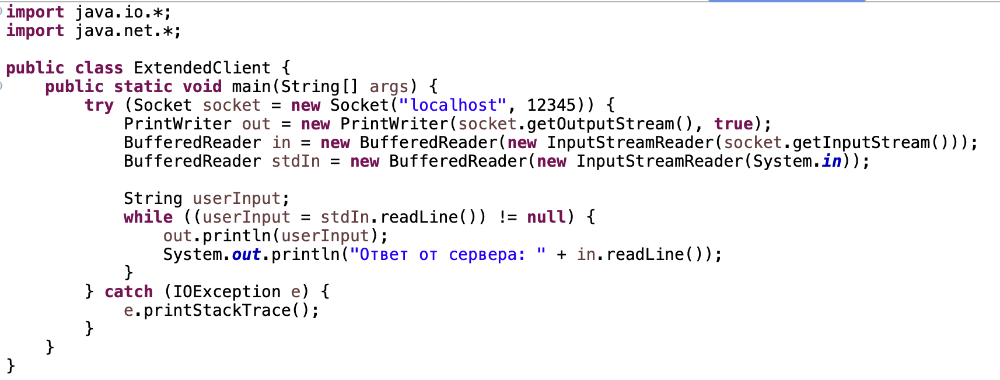 import java.io.*;
import java.net.*;
public class ExtendedClient {
public static void main(String[] args) {
try (Socket socket = new Socket("localhost", 12345)) {
PrintWriter out = new PrintWriter(socket.getOutputStream(), true);
BufferedReader in = new BufferedReader(new InputStreamReader(socket.getInputStream()));
BufferedReader stdIn = new BufferedReader(new InputStreamReader(System.in));
String userInput;
while ((userInput = stdIn.readLine()) != null) {
out.println(userInput);
System.out.println("Ответ от сервера: " + in.readLine());
}
} catch (IOException e) {
e.printStackTrace();
}
}
}